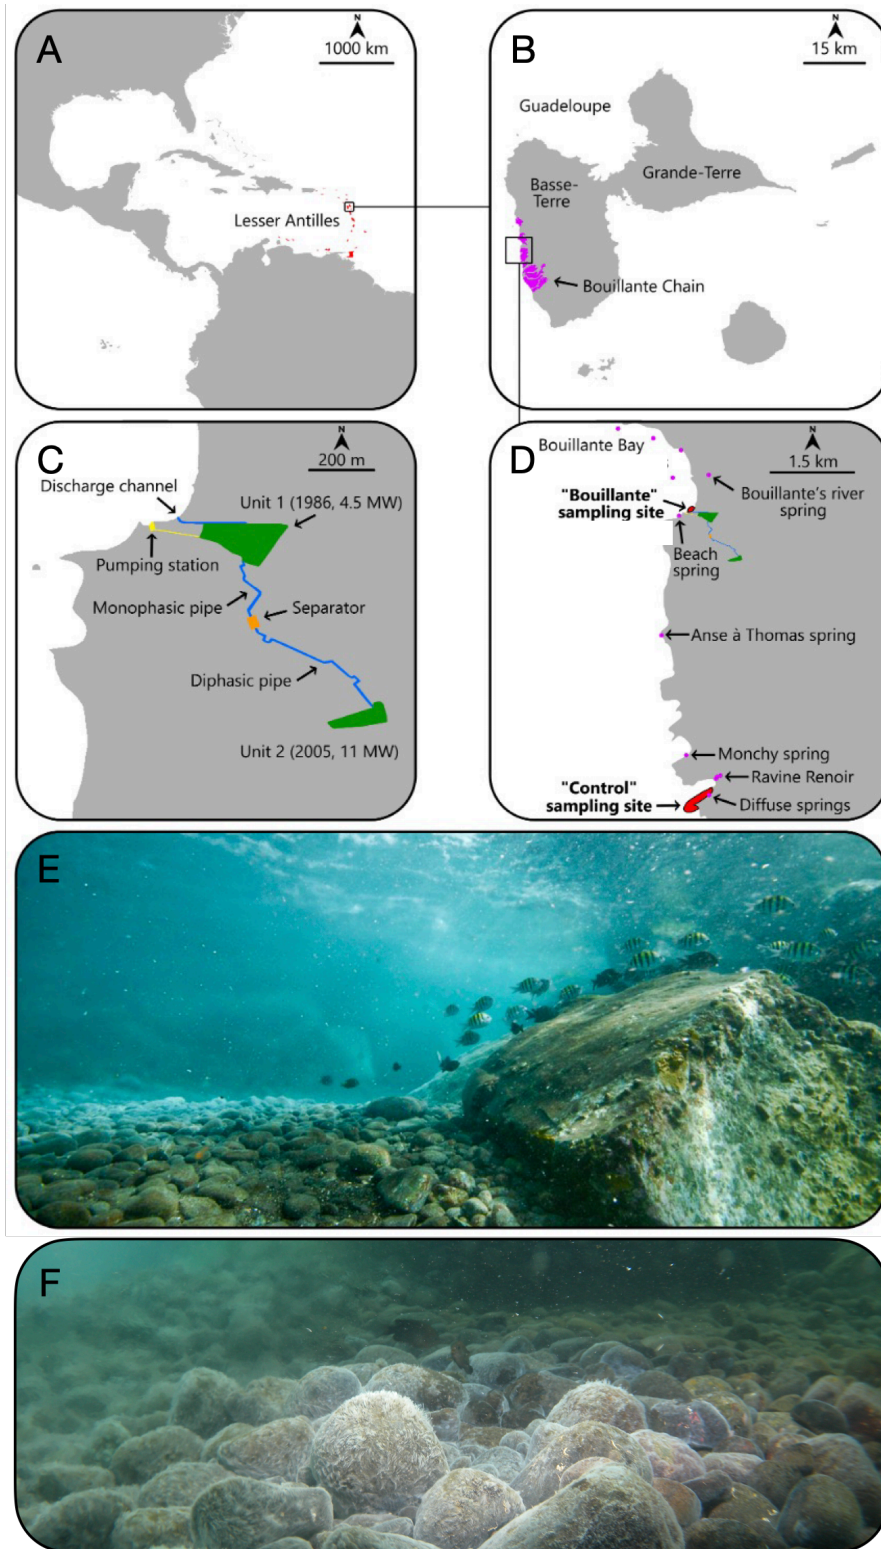 A
N
1000 km
Lesser Antilles
B
N
15 km
Guadeloupe
Grande-Terre
Basse-
Terre
Bouillante Chain
C
N
200 m
Discharge channel
Unit 1 (1986, 4.5 MW)
Pumping station
Monophasic pipe
Separator
Diphasic pipe
Unit 2 (2005, 11 MW)
D
N
1.5 km
Bouillante Bay
"Bouillante"
sampling site
Bouillante's river
spring
Beach
spring
Anse à Thomas spring
Monchy spring
Ravine Renoir
"Control"
sampling site
Diffuse springs
E
F